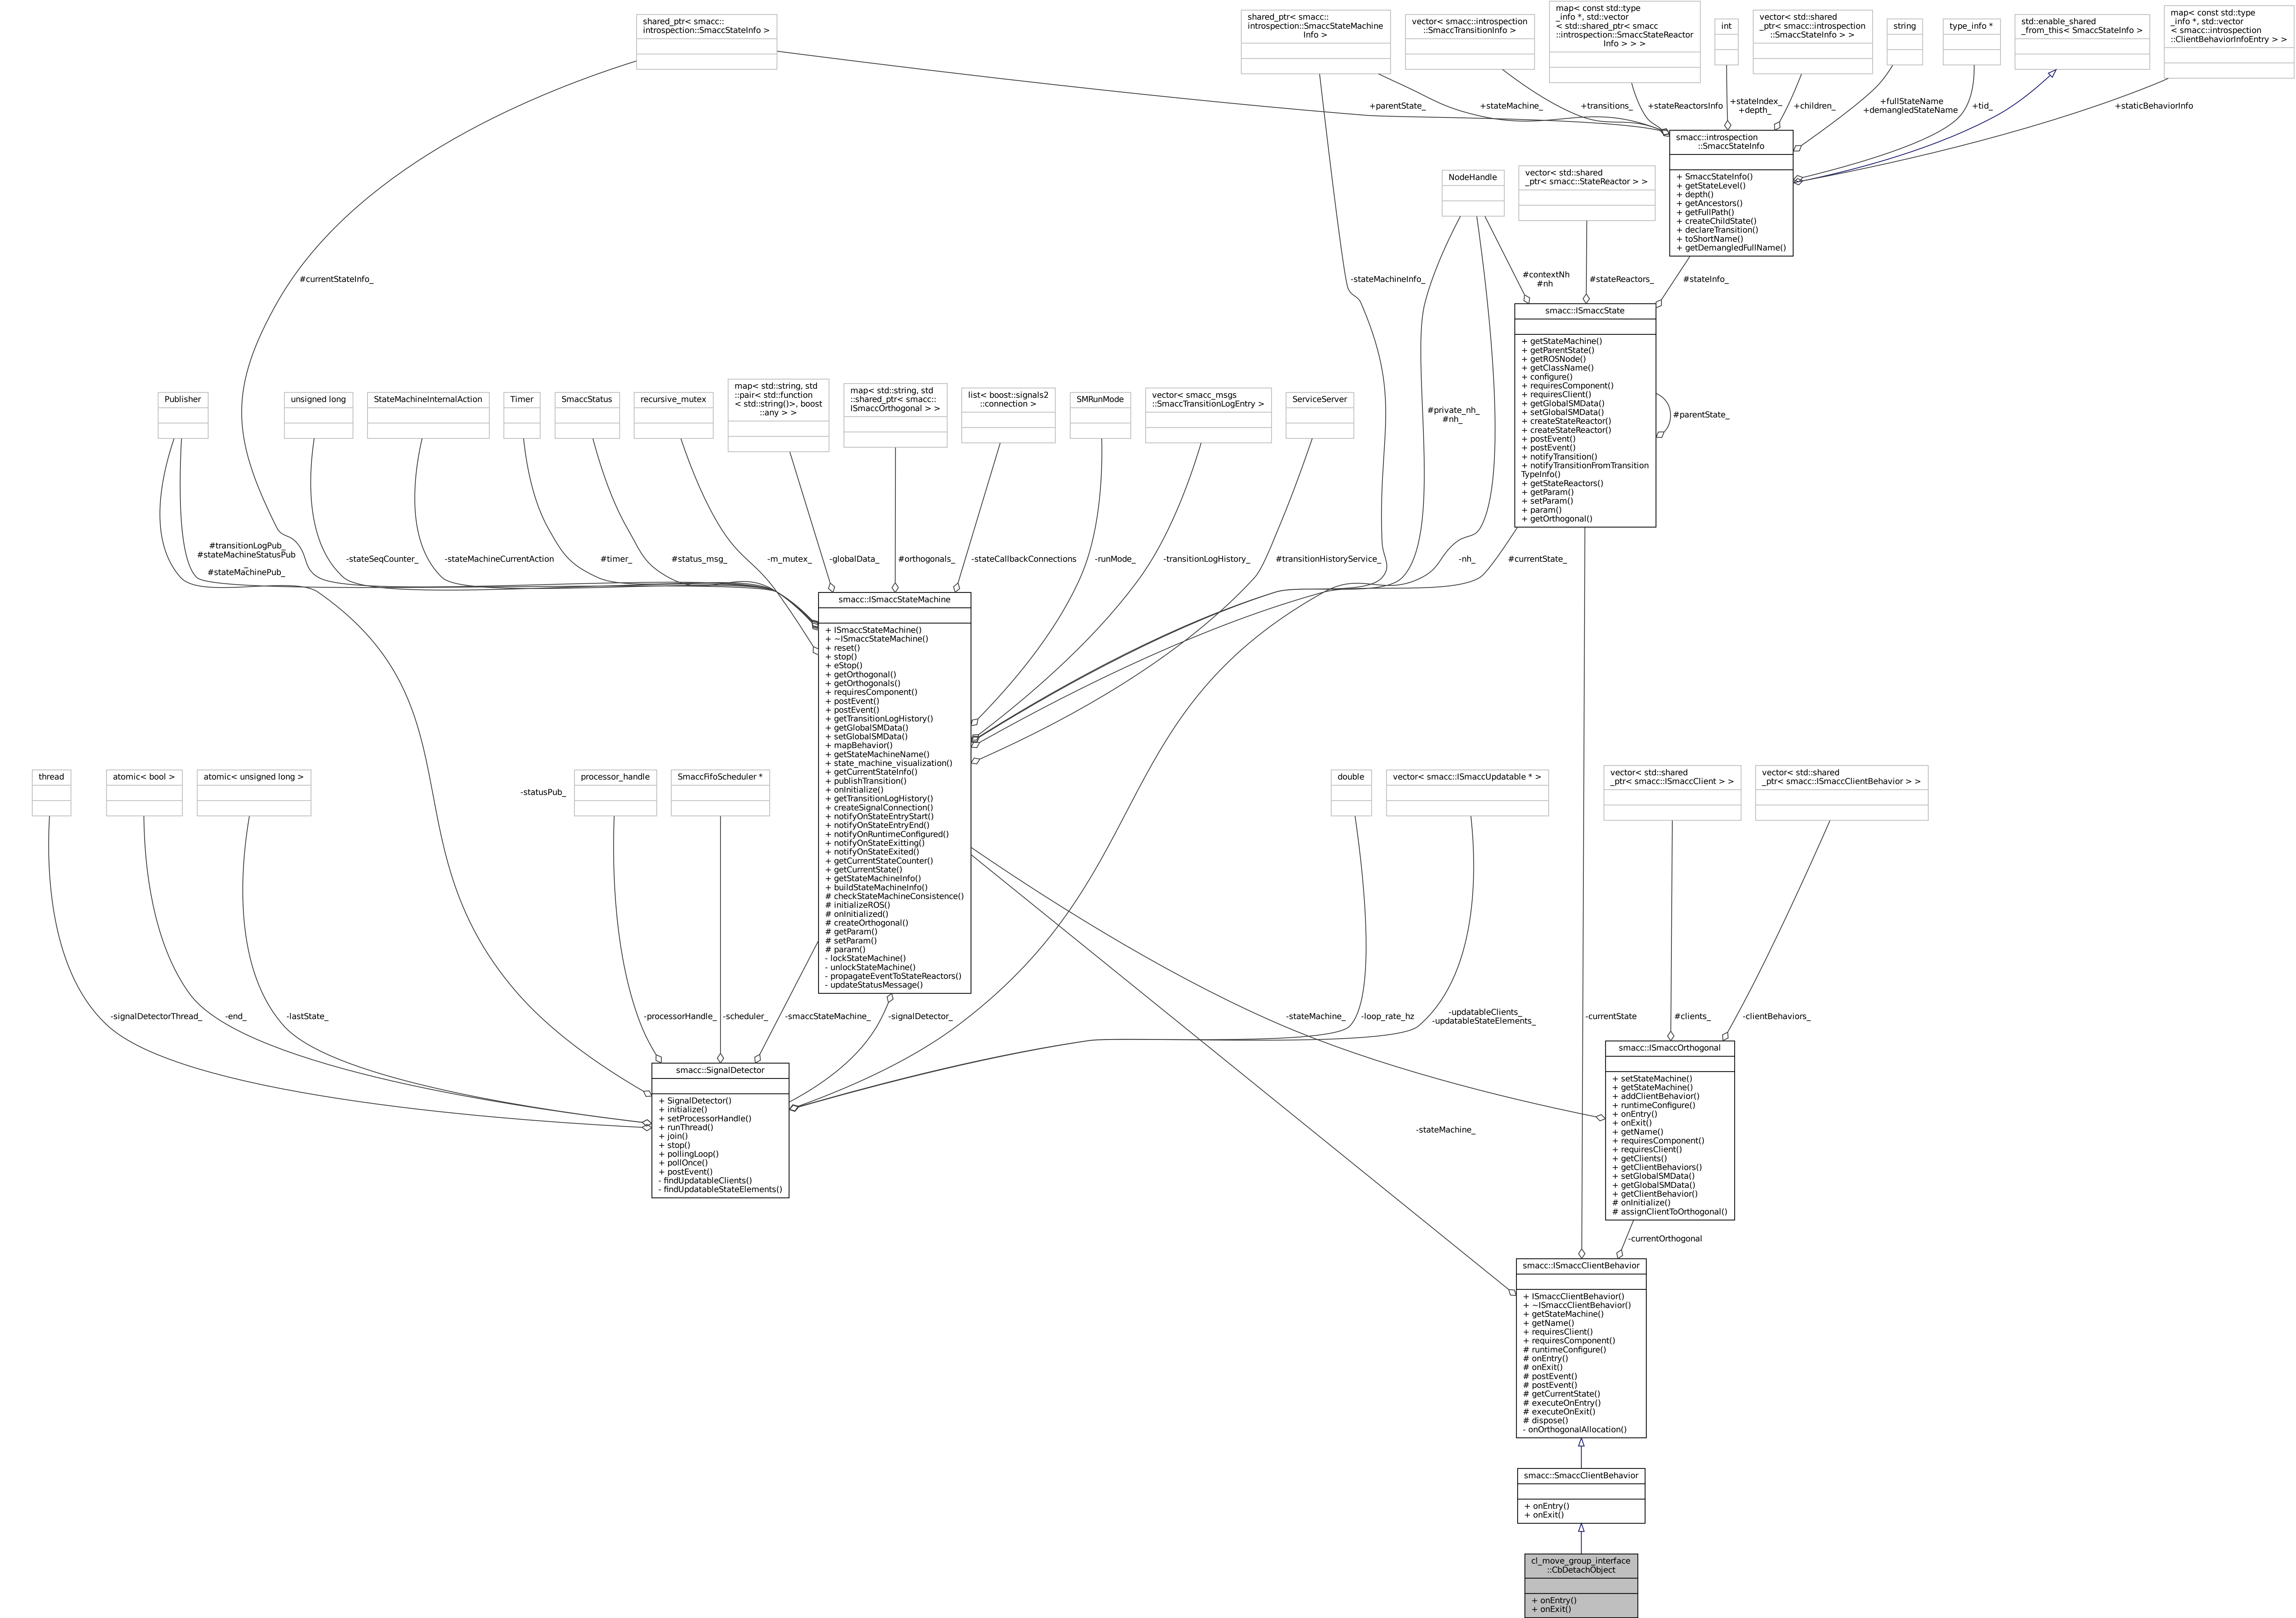 shared_ptr< smacc::
introspection::SmaccStateInfo >
shared_ptr< smacc::
introspection::SmaccStateMachine
Info >
vector< smacc::introspection
::SmaccTransitionInfo >
map< const std::type
_info *, std::vector
< std::shared_ptr< smacc
::introspection::SmaccStateReactor
Info > > >
int
vector< std::shared
_ptr< smacc::introspection
::SmaccStateInfo > >
string
type_info *
std::enable_shared
_from_this< SmaccStateInfo >
map< const std::type
_info *, std::vector
< smacc::introspection
::ClientBehaviorInfoEntry > >
+parentState_
+stateMachine_
+transitions_
+stateReactorsInfo
+stateIndex_
+depth_
+children_
+fullStateName
+demangledStateName
+tid_
+staticBehaviorInfo
smacc::introspection
::SmaccStateInfo
+ SmaccStateInfo()
+ getStateLevel()
+ depth()
+ getAncestors()
+ getFullPath()
+ createChildState()
+ declareTransition()
+ toShortName()
+ getDemangledFullName()
NodeHandle
vector< std::shared
_ptr< smacc::StateReactor > >
#currentStateInfo_
-stateMachineInfo_
#contextNh
#nh
#stateReactors_
#stateInfo_
smacc::ISmaccState
+ getStateMachine()
+ getParentState()
+ getROSNode()
+ getClassName()
+ configure()
+ requiresComponent()
+ requiresClient()
+ getGlobalSMData()
+ setGlobalSMData()
+ createStateReactor()
+ createStateReactor()
+ postEvent()
+ postEvent()
+ notifyTransition()
+ notifyTransitionFromTransition
TypeInfo()
+ getStateReactors()
+ getParam()
+ setParam()
+ param()
+ getOrthogonal()
#parentState_
Publisher
unsigned long
StateMachineInternalAction
Timer
SmaccStatus
recursive_mutex
map< std::string, std
::pair< std::function
< std::string()>, boost
::any > >
map< std::string, std
::shared_ptr< smacc::
ISmaccOrthogonal > >
list< boost::signals2
::connection >
SMRunMode
vector< smacc_msgs
::SmaccTransitionLogEntry >
ServiceServer
#private_nh_
#nh_
#transitionLogPub_
#stateMachineStatusPub
_
#stateMachinePub_
-stateSeqCounter_
-stateMachineCurrentAction
#timer_
#status_msg_
-m_mutex_
-globalData_
#orthogonals_
-stateCallbackConnections
-runMode_
-transitionLogHistory_
#transitionHistoryService_
-nh_
#currentState_
smacc::ISmaccStateMachine
+ ISmaccStateMachine()
+ ~ISmaccStateMachine()
+ reset()
+ stop()
+ eStop()
+ getOrthogonal()
+ getOrthogonals()
+ requiresComponent()
+ postEvent()
+ postEvent()
+ getTransitionLogHistory()
+ getGlobalSMData()
+ setGlobalSMData()
+ mapBehavior()
+ getStateMachineName()
+ state_machine_visualization()
+ getCurrentStateInfo()
+ publishTransition()
+ onInitialize()
+ getTransitionLogHistory()
+ createSignalConnection()
+ notifyOnStateEntryStart()
+ notifyOnStateEntryEnd()
+ notifyOnRuntimeConfigured()
+ notifyOnStateExitting()
+ notifyOnStateExited()
+ getCurrentStateCounter()
+ getCurrentState()
+ getStateMachineInfo()
+ buildStateMachineInfo()
# checkStateMachineConsistence()
# initializeROS()
# onInitialized()
# createOrthogonal()
# getParam()
# setParam()
# param()
- lockStateMachine()
- unlockStateMachine()
- propagateEventToStateReactors()
- updateStatusMessage()
thread
atomic< bool >
atomic< unsigned long >
-statusPub_
processor_handle
SmaccFifoScheduler *
double
vector< smacc::ISmaccUpdatable * >
vector< std::shared
_ptr< smacc::ISmaccClient > >
vector< std::shared
_ptr< smacc::ISmaccClientBehavior > >
-signalDetectorThread_
-end_
-lastState_
-processorHandle_
-scheduler_
-smaccStateMachine_
-signalDetector_
-stateMachine_
-loop_rate_hz
-updatableClients_
-updatableStateElements_
-currentState
#clients_
-clientBehaviors_
smacc::SignalDetector
+ SignalDetector()
+ initialize()
+ setProcessorHandle()
+ runThread()
+ join()
+ stop()
+ pollingLoop()
+ pollOnce()
+ postEvent()
- findUpdatableClients()
- findUpdatableStateElements()
smacc::ISmaccOrthogonal
+ setStateMachine()
+ getStateMachine()
+ addClientBehavior()
+ runtimeConfigure()
+ onEntry()
+ onExit()
+ getName()
+ requiresComponent()
+ requiresClient()
+ getClients()
+ getClientBehaviors()
+ setGlobalSMData()
+ getGlobalSMData()
+ getClientBehavior()
# onInitialize()
# assignClientToOrthogonal()
-stateMachine_
-currentOrthogonal
smacc::ISmaccClientBehavior
+ ISmaccClientBehavior()
+ ~ISmaccClientBehavior()
+ getStateMachine()
+ getName()
+ requiresClient()
+ requiresComponent()
# runtimeConfigure()
# onEntry()
# onExit()
# postEvent()
# postEvent()
# getCurrentState()
# executeOnEntry()
# executeOnExit()
# dispose()
- onOrthogonalAllocation()
smacc::SmaccClientBehavior
+ onEntry()
+ onExit()
cl_move_group_interface
::CbDetachObject
+ onEntry()
+ onExit()